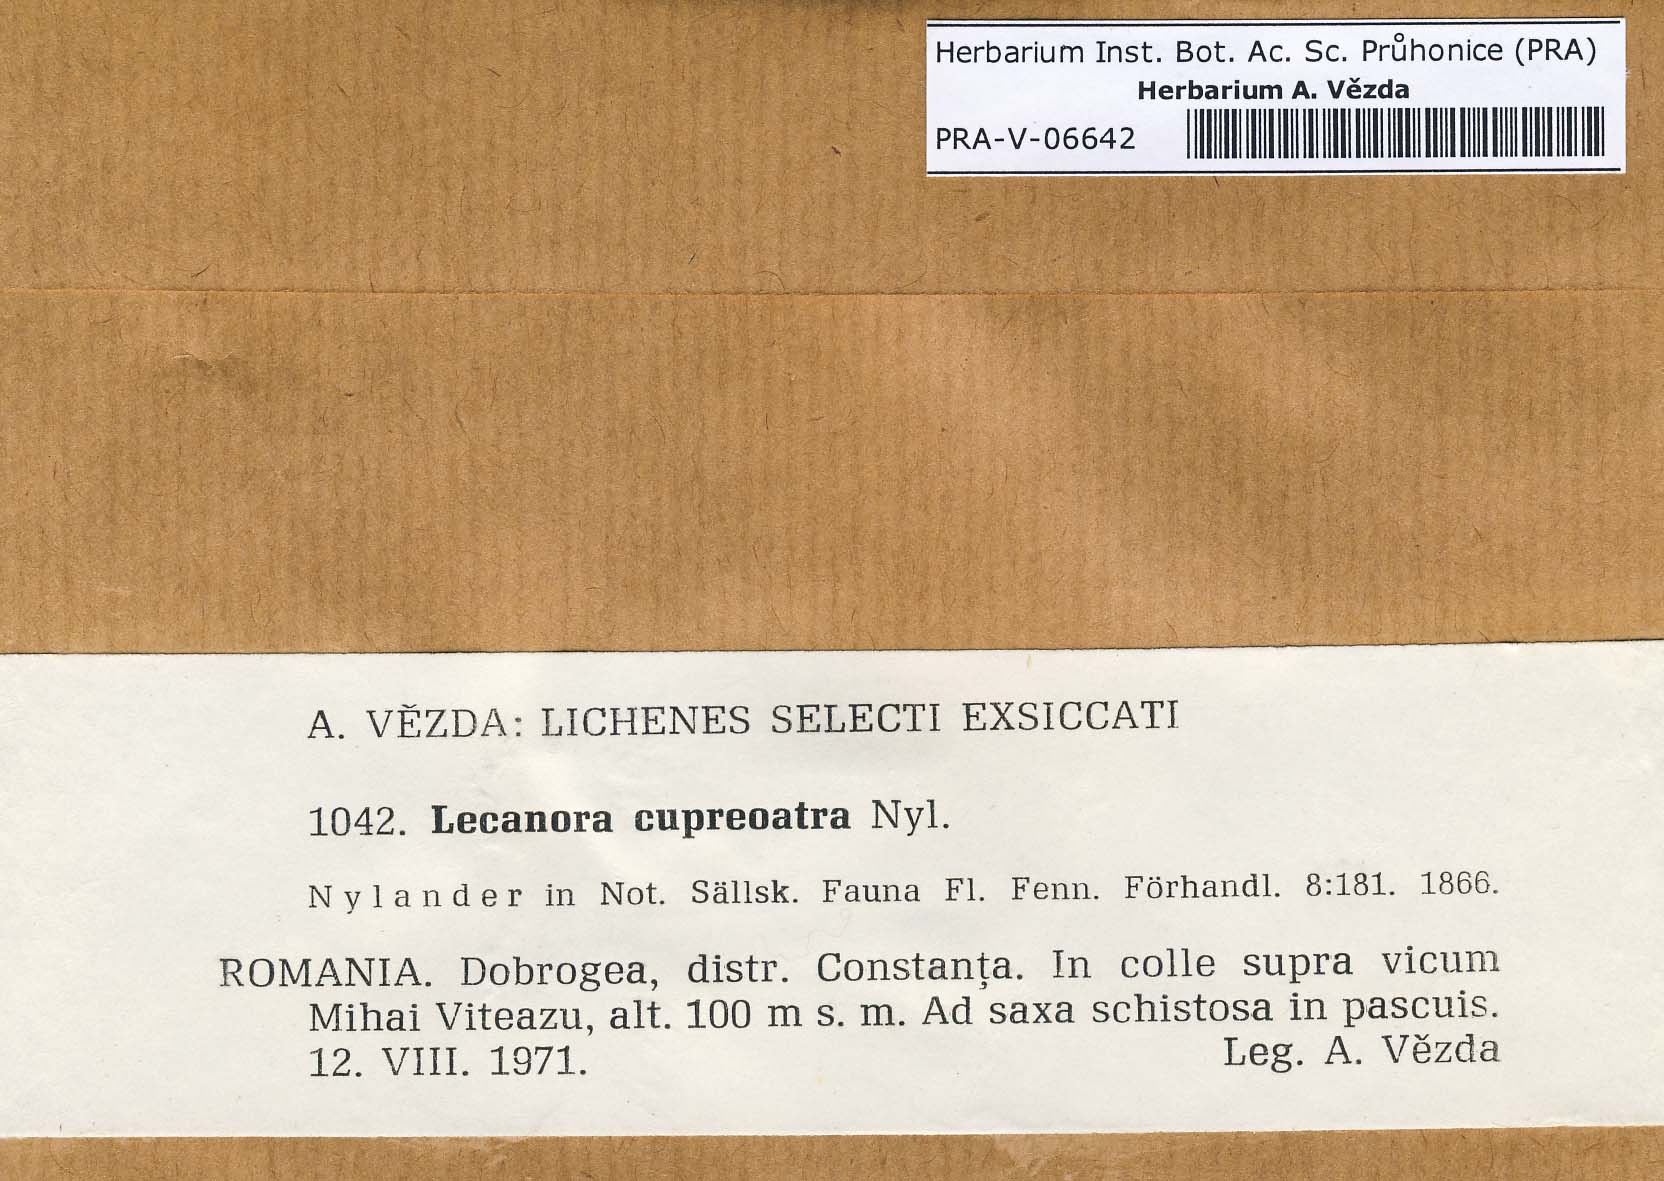 Herbarium Inst. Bot. Ac. Sc. Průhonice (PRA)
Herbarium A. Vězda
PRA-V-06642
A. VĚZDA: LICHENES SELECTI EXSICCATI
1042. Lecanora cupreoatra Nyl.
Nylander in Not. Sällsk. Fauna Fl. Fenn. Förhandl. 8:181. 1866.
ROMANIA. Dobrogea, distr. Constanţa. In colle supra vicum
Mihai Viteazu, alt. 100 m s. m. Ad saxa schistosa in pascuis.
12. VIII. 1971. Leg. A. Vězda